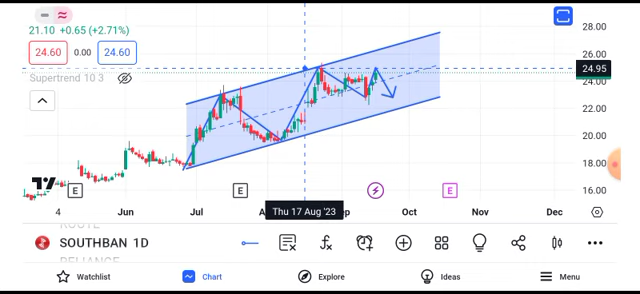 28.00
21.10 +0.65 (+2.71%)
26.00
24.60 0.00 24.60
24.95
Supertrend 10 3
22.00
20.00
18.00
16.00
E E E
4 Jun Jul A Thu 17 Aug '23 ep Oct Nov Dec
SOUTHBAN 1D
RELIANCE
Watchlist Chart Explore Ideas Menu